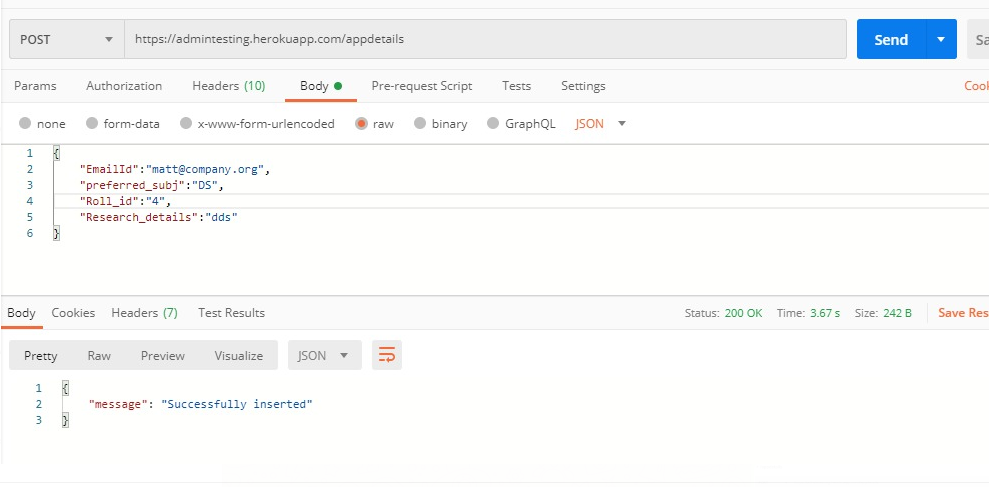 POST https://admintesting.herokuapp.com/appdetails Send Sa
Params Authorization Headers (10) Body Pre-request Script Tests Settings Cook
none form-data x-www-form-urlencoded raw binary GraphQL JSON
1 {
2 "EmailId":"matt@company.org",
3 "preferred_subj":"DS",
4 "Roll_id":"4",
5 "Research_details":"dds"
6 }
Body Cookies Headers (7) Test Results Status: 200 OK Time: 3.67 s Size: 242 B Save Res
Pretty Raw Preview Visualize JSON
1 {
2 "message": "Successfully inserted"
3 }